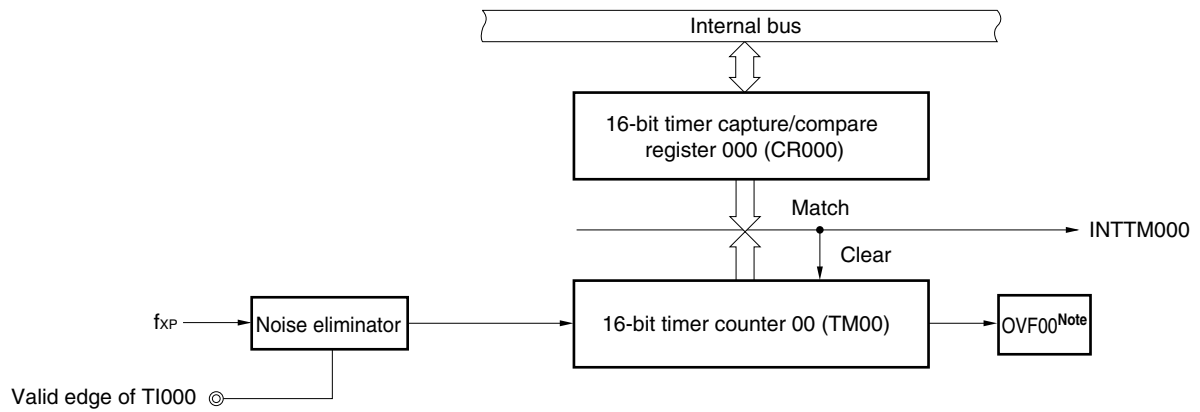 Internal bus
16-bit timer capture/compare
register 000 (CR000)
Match
INTTM000
Clear
fXP
Noise eliminator
16-bit timer counter 00 (TM00)
OVF00Note
Valid edge of TI000